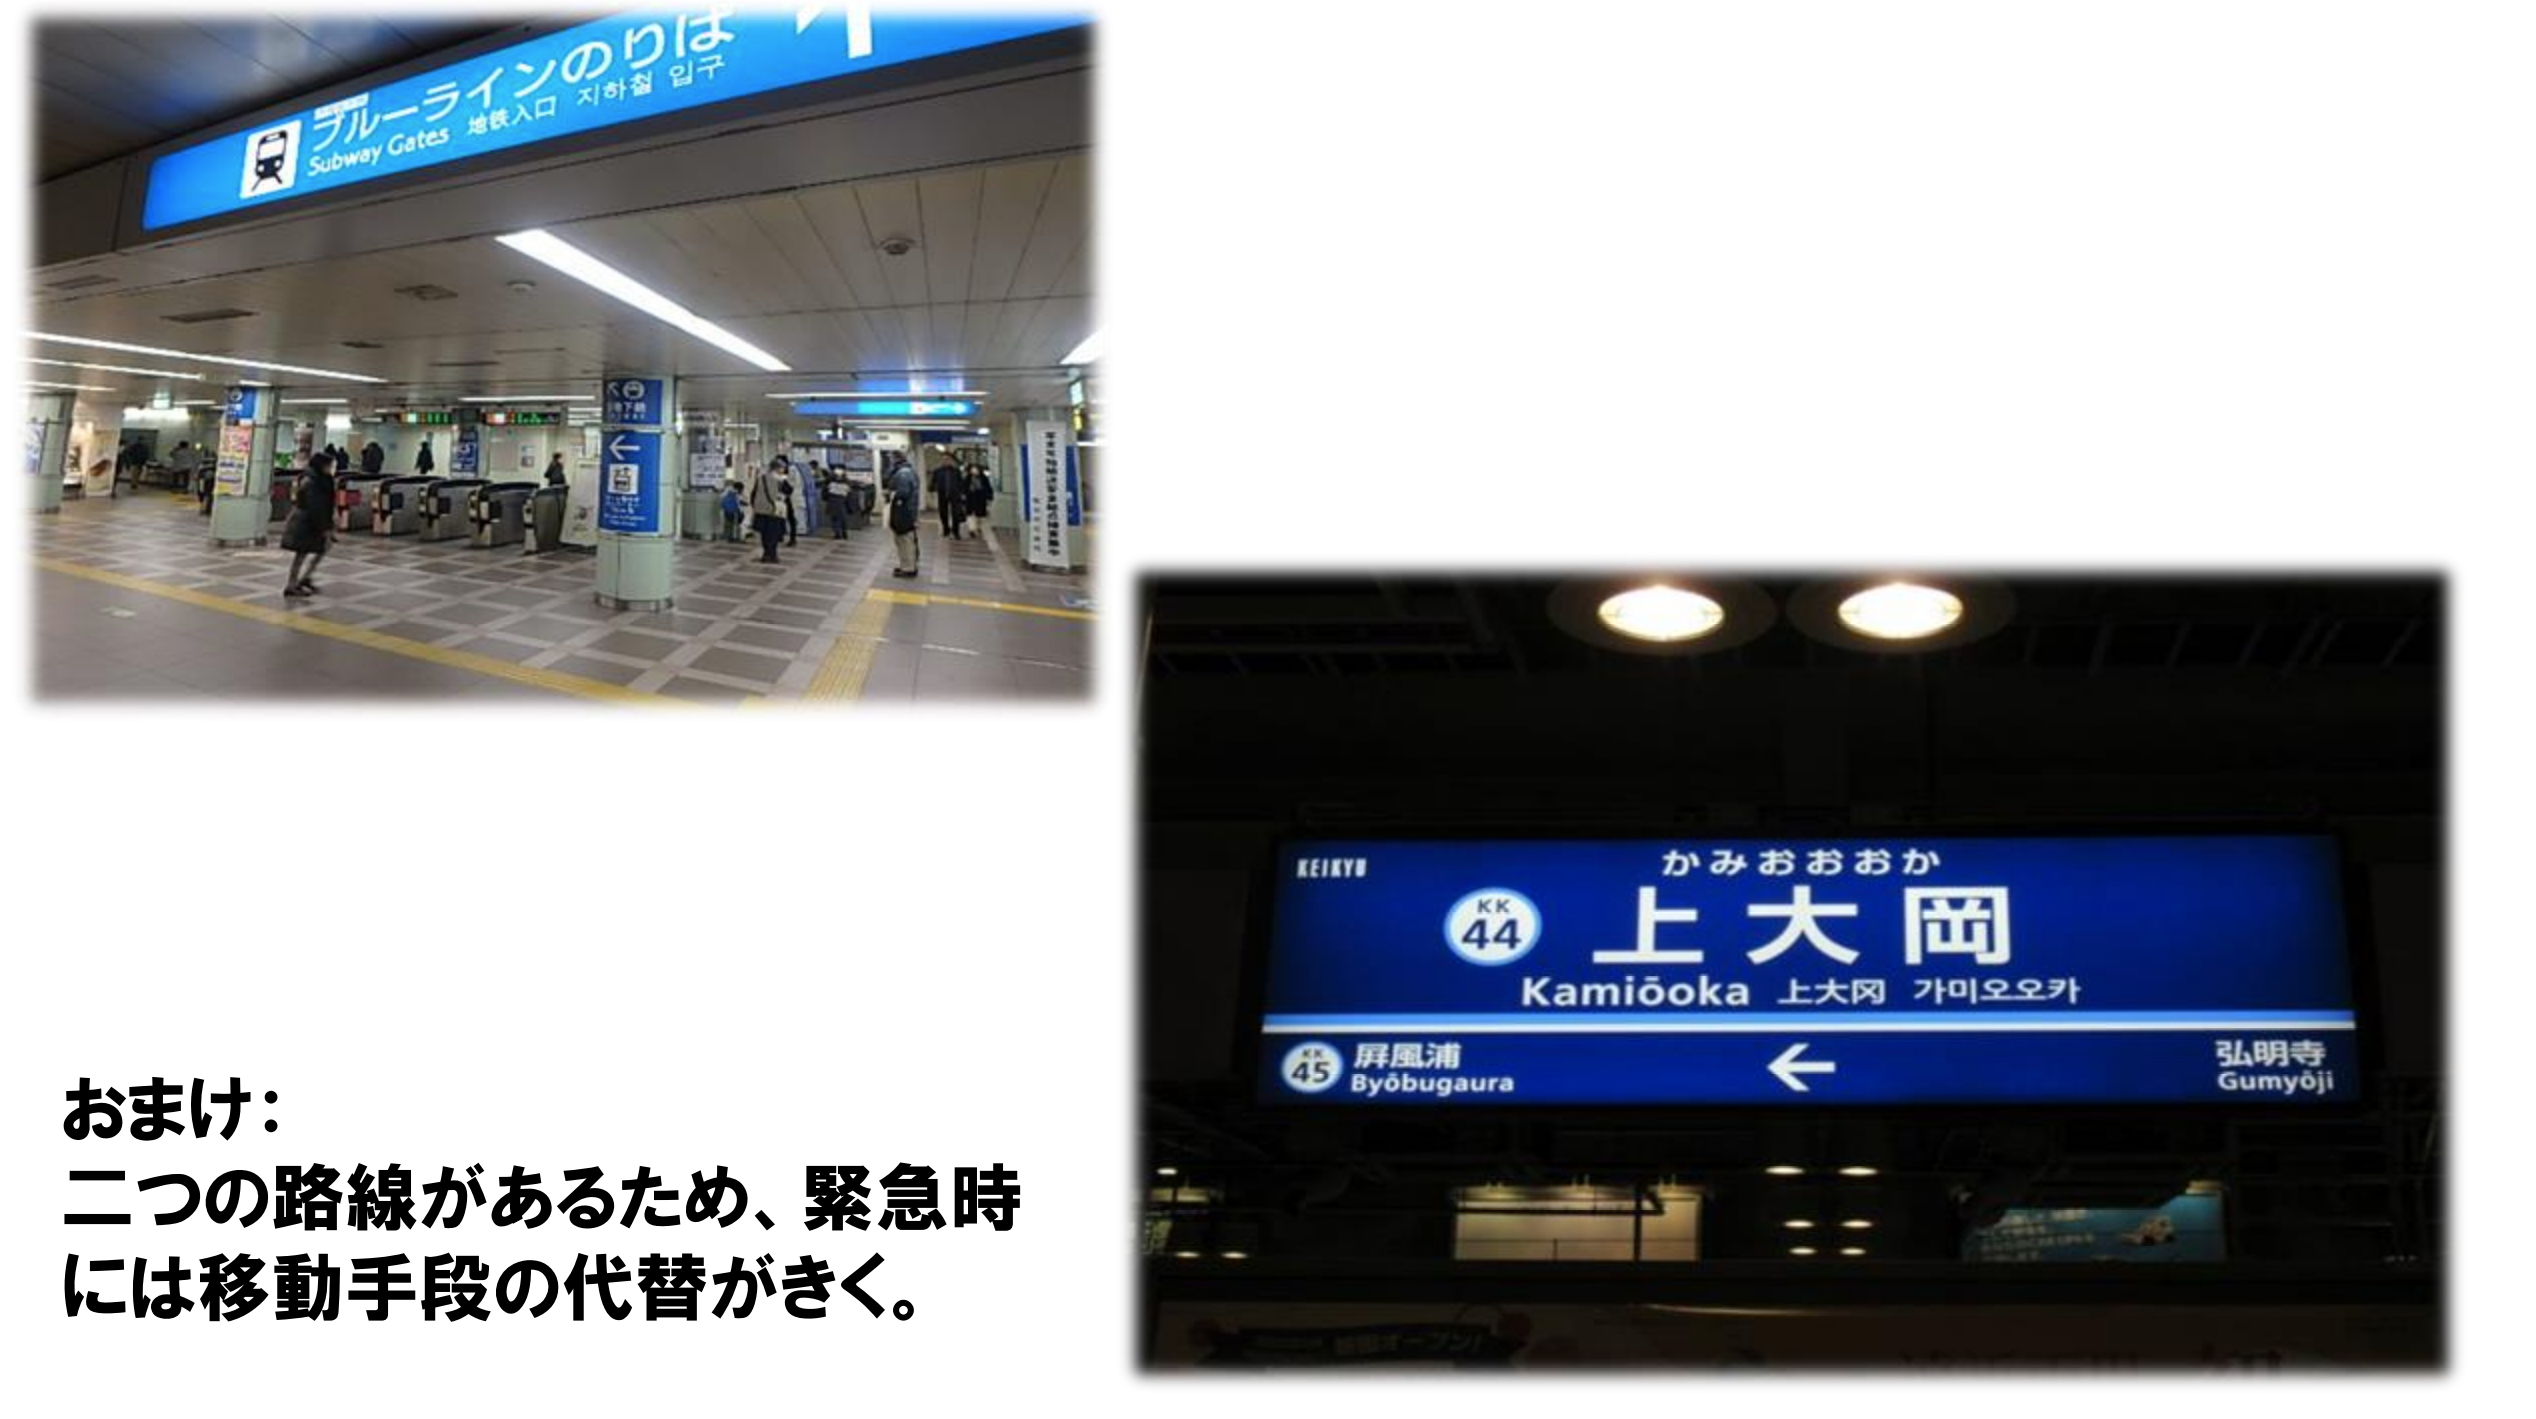 ブルーラインのりば
Subway Gates 地铁入口 지하철 입구
KEIKYU
かみおおおか
KK
44
上大岡
Kamiōoka 上大冈 가미오오카
KK
45
屏風浦
Byōbugaura
←
弘明寺
Gumyōji
おまけ：
二つの路線があるため、緊急時
には移動手段の代替がきく。